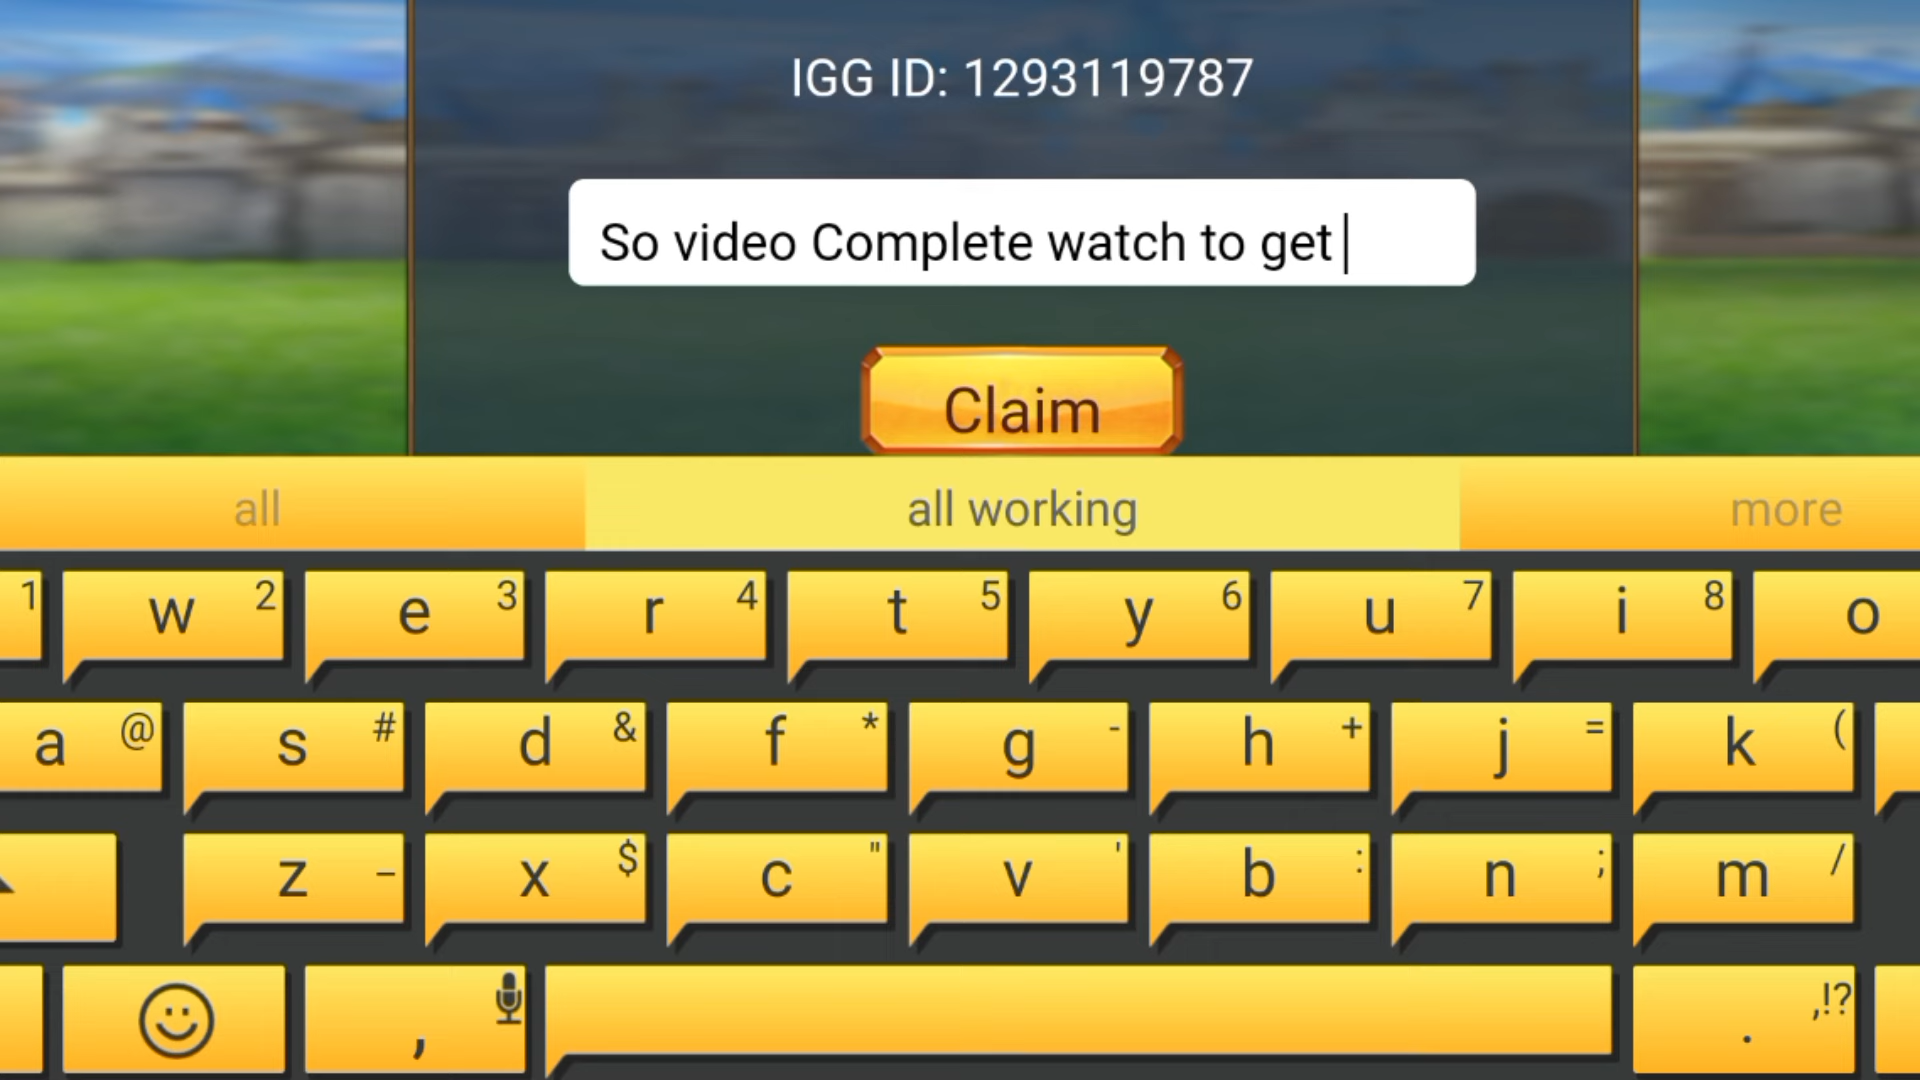 IGG ID: 1293119787
So video Complete watch to get
Claim
all all working more
1 w 2 e 3 r 4 t 5 y 6 u 7 i 8 o
a @ s # d & f * g - h + j = k (
z _ x $ c " v ' b : n ; m /
, . ,!?